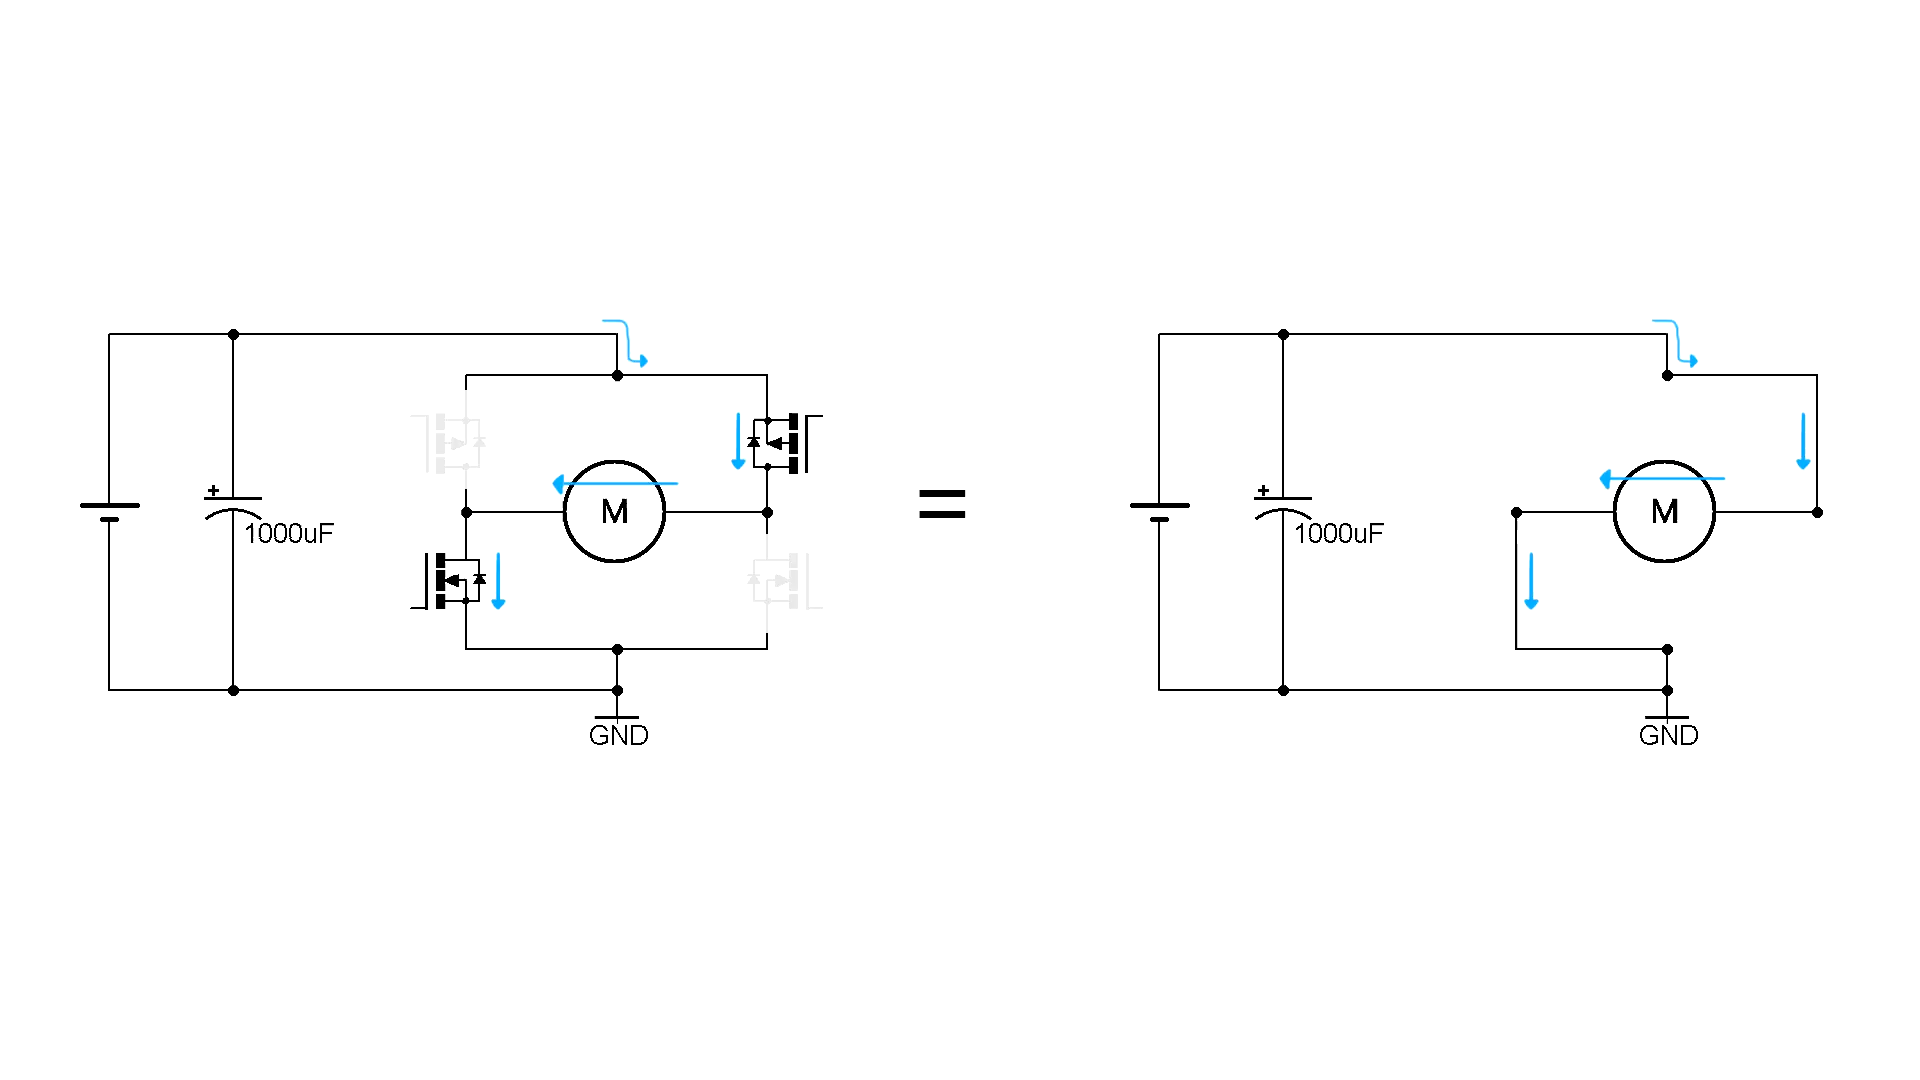 +
1000uF
M
GND
=
+
1000uF
M
GND